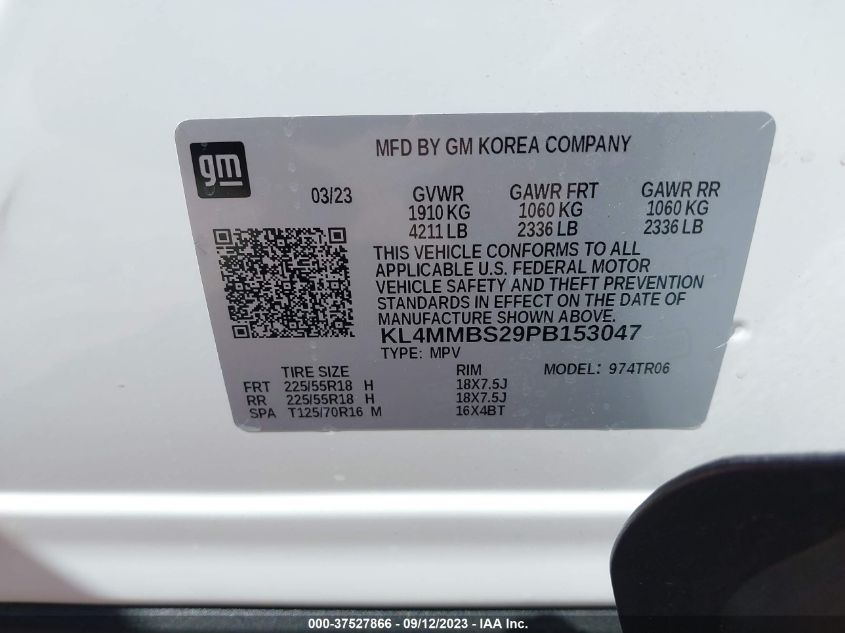 gm
MFD BY GM KOREA COMPANY
03/23
GVWR GAWR FRT GAWR RR
1910 KG 1060 KG 1060 KG
4211 LB 2336 LB 2336 LB
THIS VEHICLE CONFORMS TO ALL
APPLICABLE U.S. FEDERAL MOTOR
VEHICLE SAFETY AND THEFT PREVENTION
STANDARDS IN EFFECT ON THE DATE OF
MANUFACTURE SHOWN ABOVE.
KL4MMBS29PB153047
TYPE: MPV
TIRE SIZE RIM MODEL: 974TR06
FRT 225/55R18 H 18X7.5J
RR 225/55R18 H 18X7.5J
SPA T125/70R16 M 16X4BT
000-37527866 - 09/12/2023 - IAA Inc.